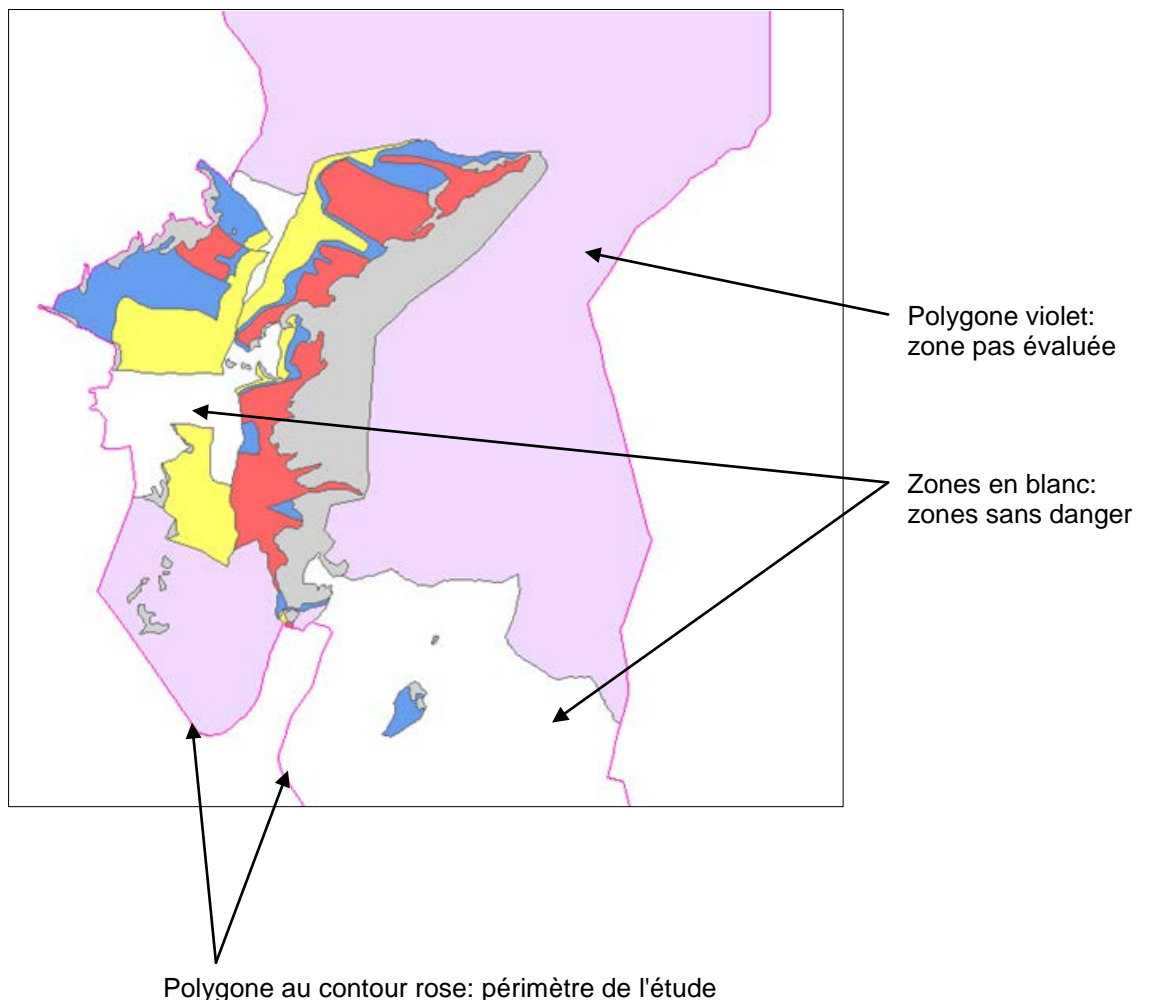 Polygone violet:
zone pas évaluée
Zones en blanc:
zones sans danger
Polygone au contour rose: périmètre de l'étude